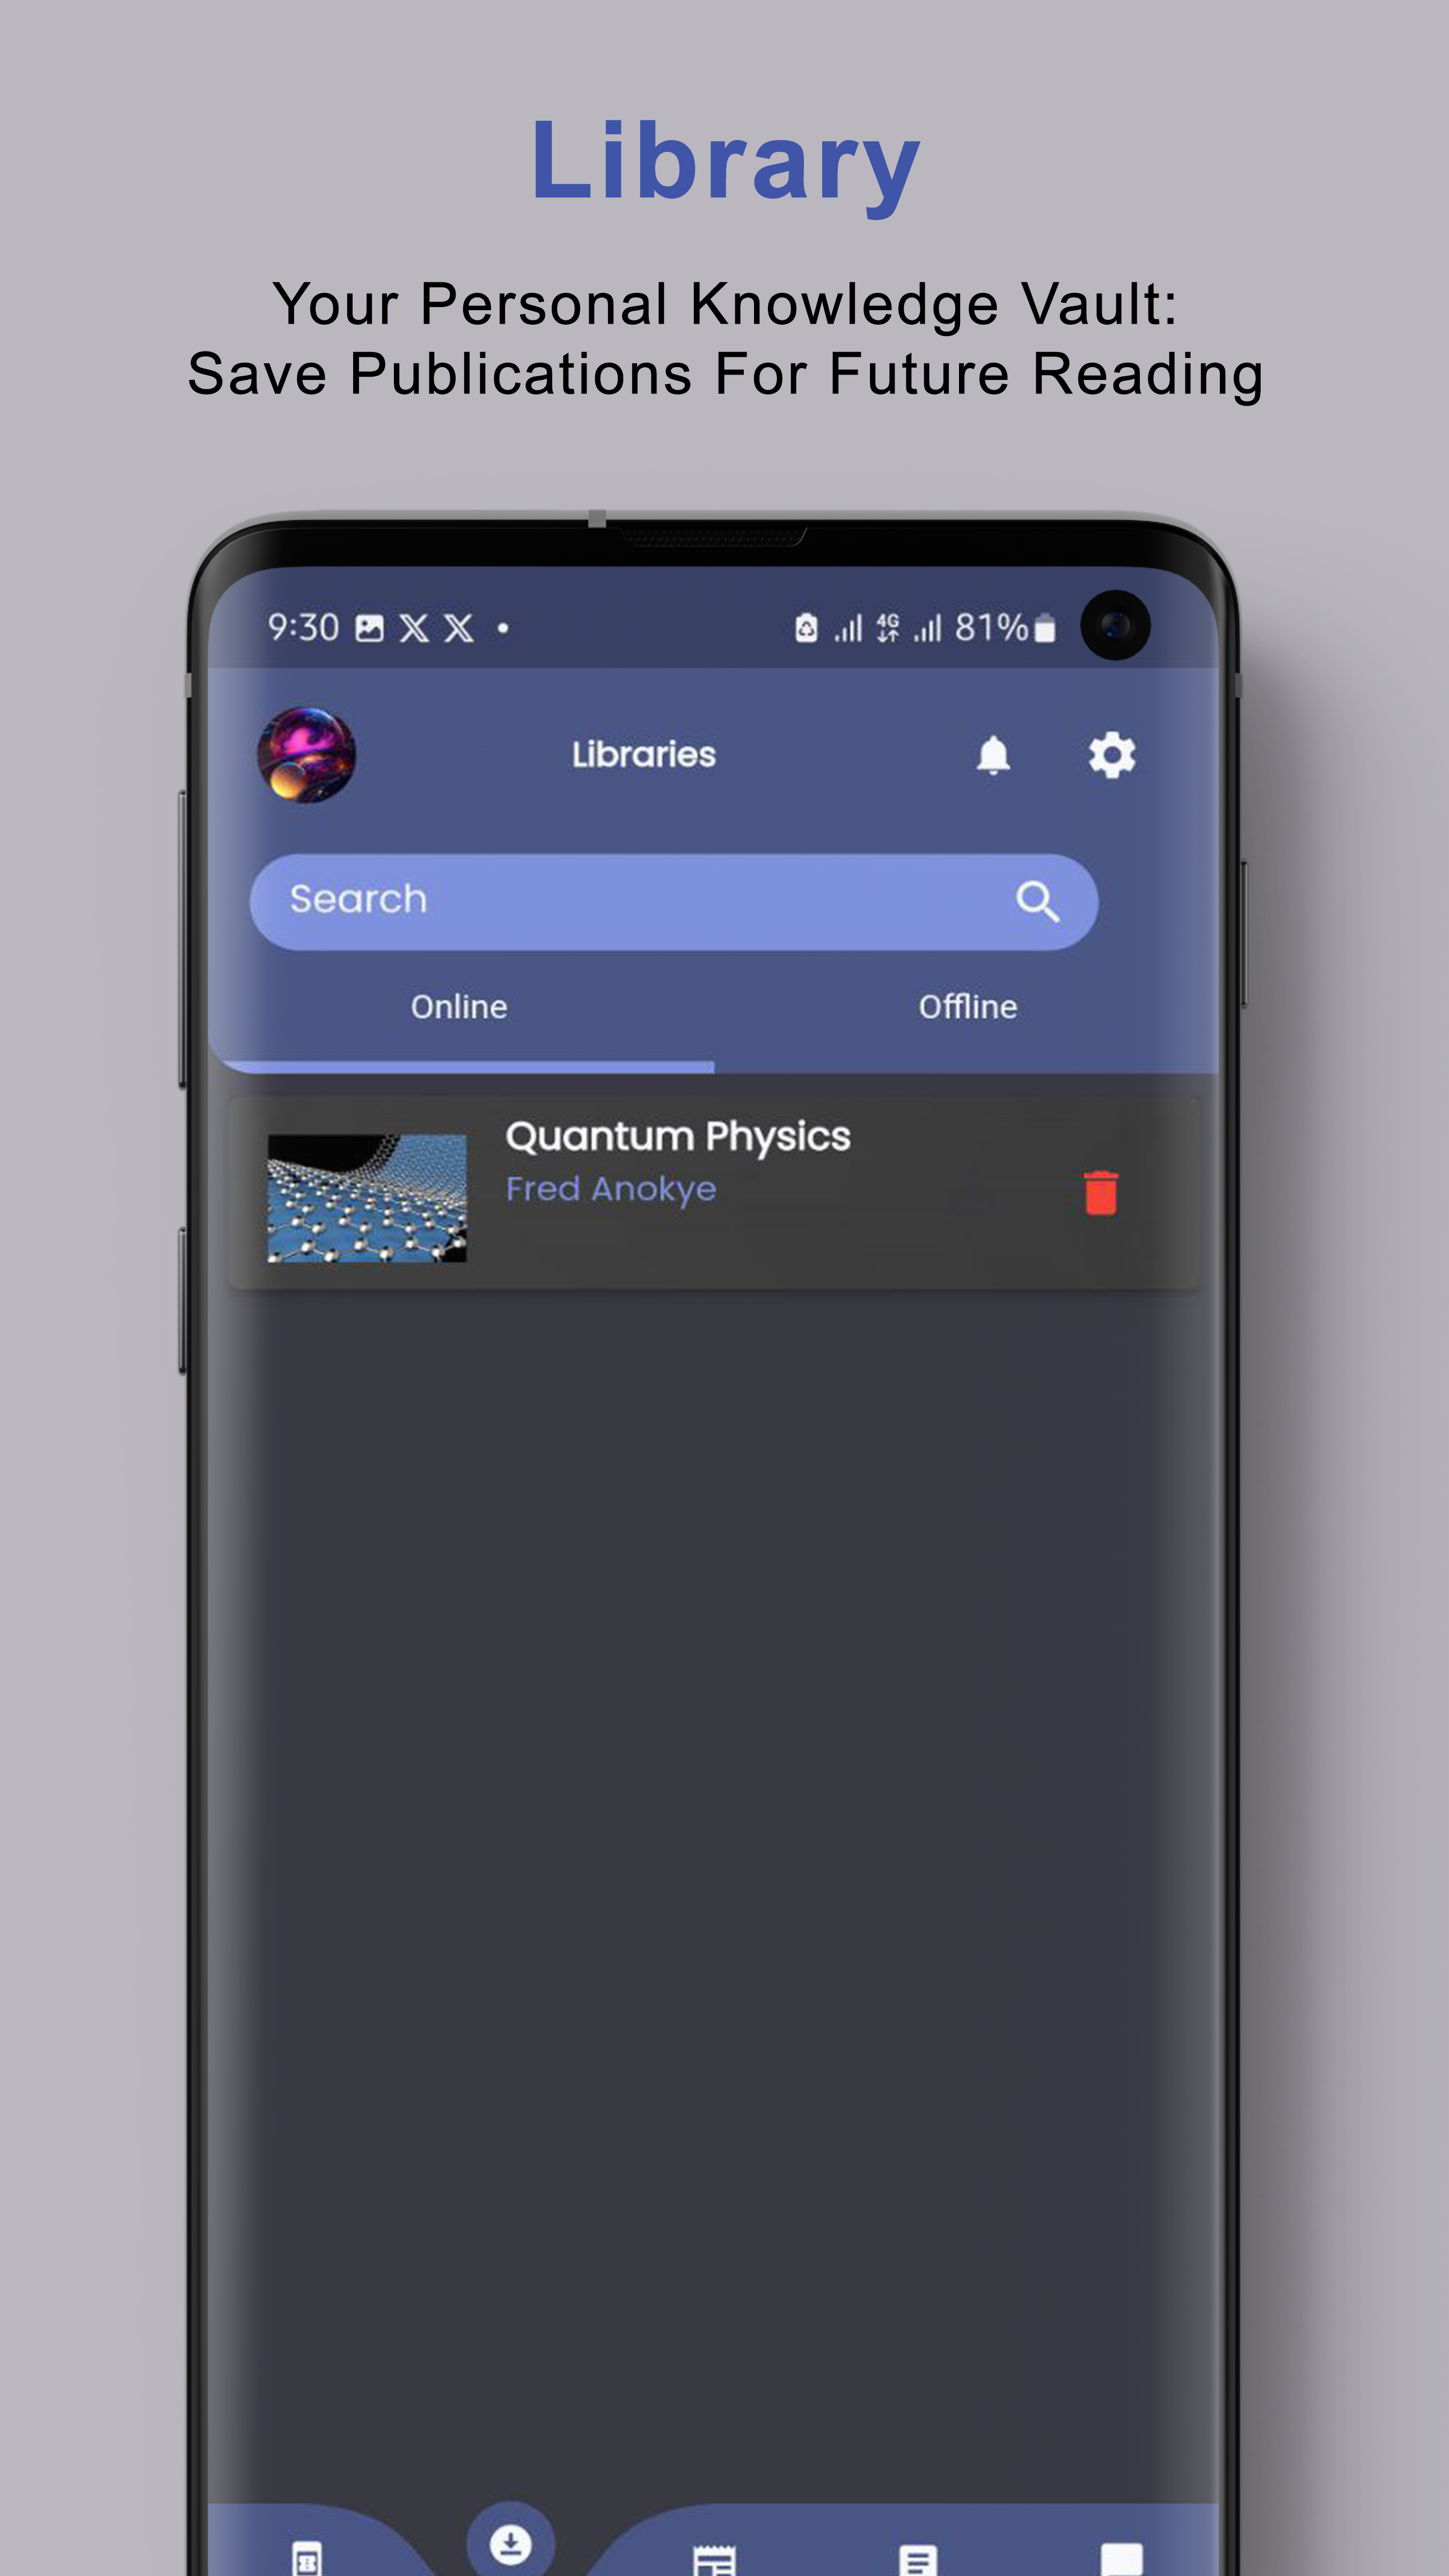 Library
Your Personal Knowledge Vault:
Save Publications For Future Reading
9:30 4G 81%
Libraries
Search
Online Offline
Quantum Physics
Fred Anokye